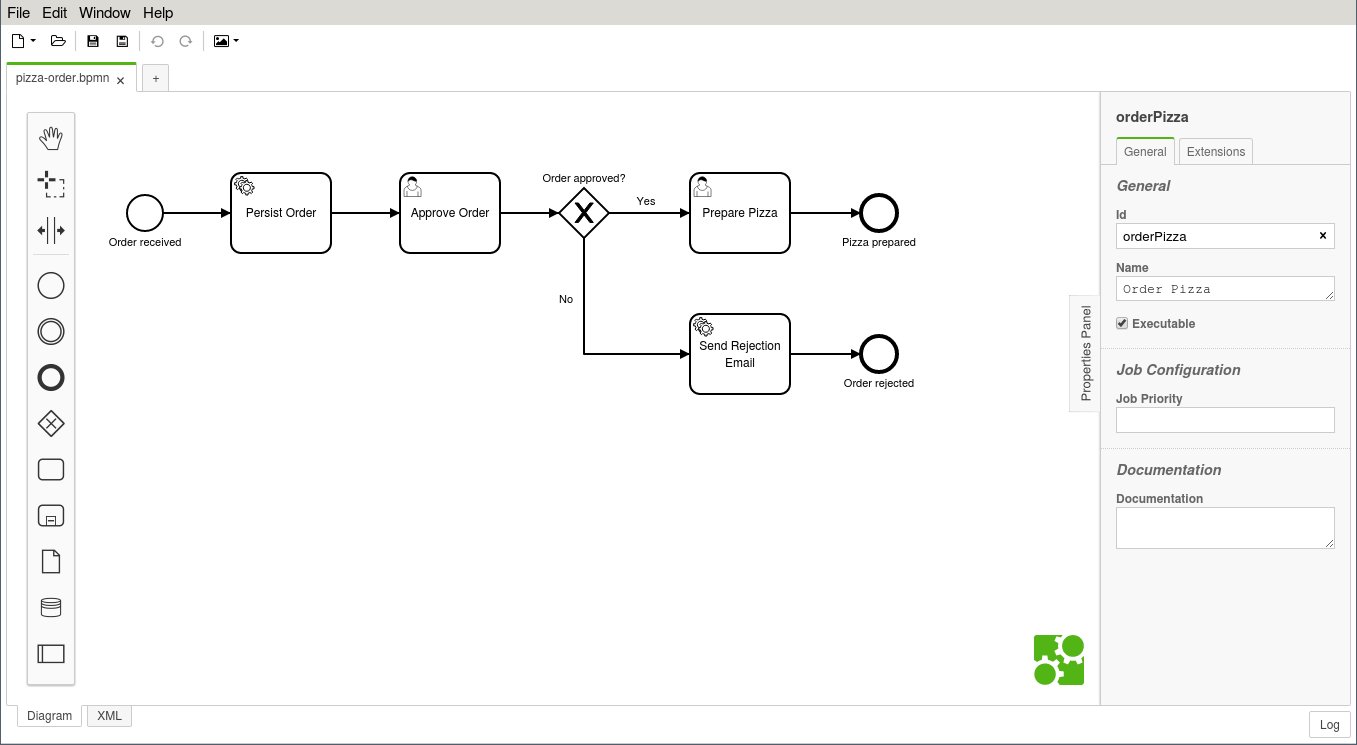 File Edit Window Help
pizza-order.bpmn × +
orderPizza
General Extensions
General
Id
orderPizza ×
Name
Order Pizza
Executable
Job Configuration
Job Priority
Documentation
Documentation
Properties Panel
Order received
Persist Order
Approve Order
Order approved?
Yes
Prepare Pizza
Pizza prepared
No
Send Rejection
Email
Order rejected
Diagram XML
Log